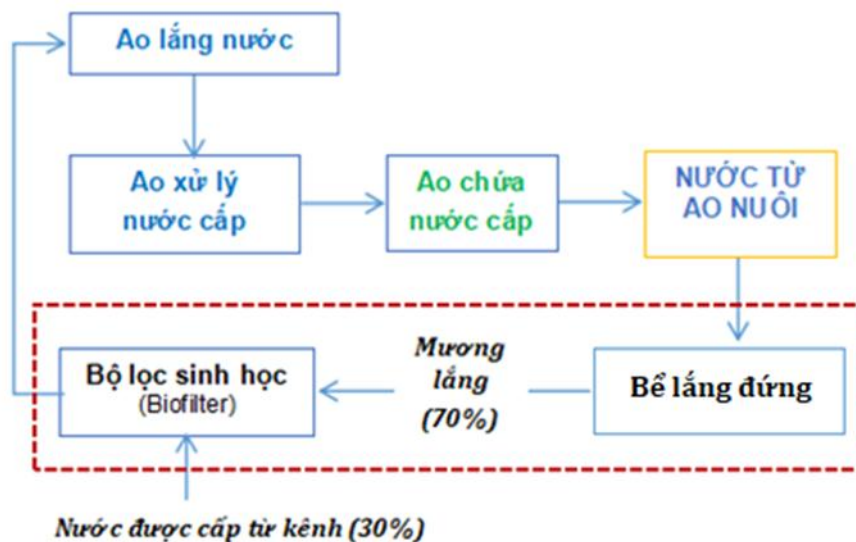 Ao lắng nước
Ao xử lý
nước cấp
Ao chứa
nước cấp
NƯỚC TỪ
AO NUÔI
Bộ lọc sinh học
(Biofilter)
Mương
lắng
(70%)
Bể lắng đứng
Nước được cấp từ kênh (30%)